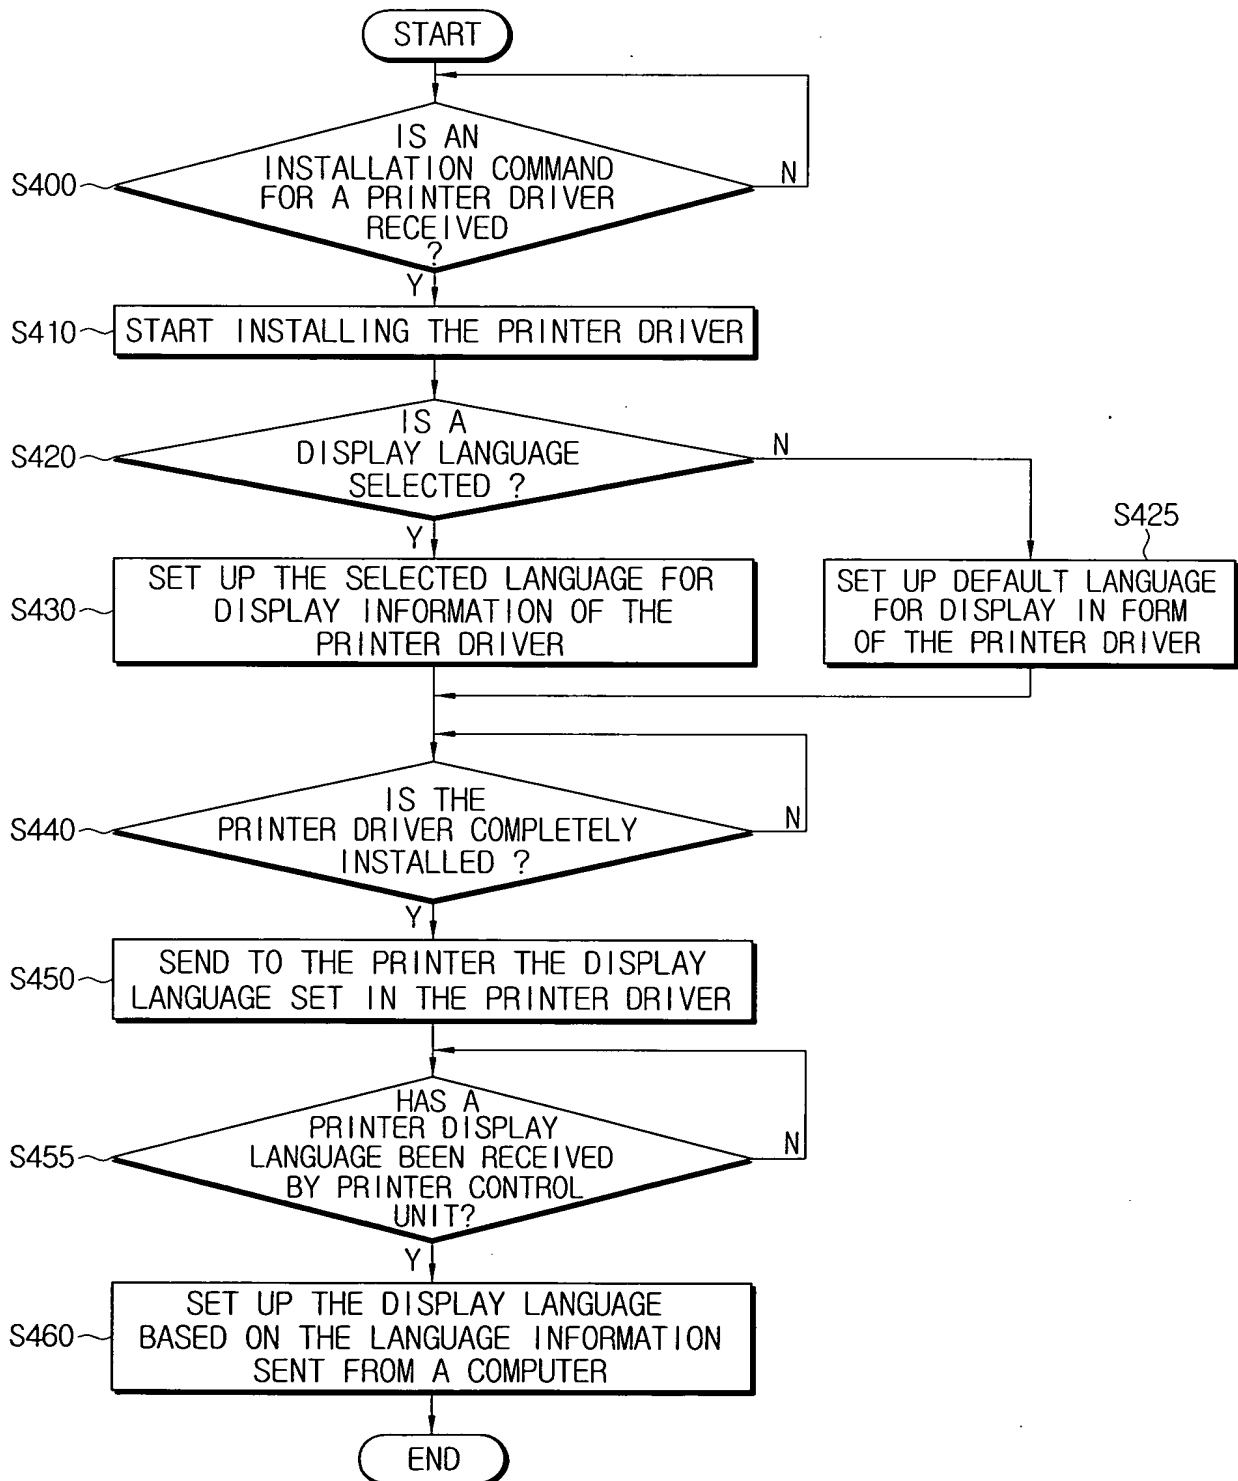 START
IS AN
INSTALLATION COMMAND
FOR A PRINTER DRIVER
RECEIVED
?
S400
N
Y
S410
START INSTALLING THE PRINTER DRIVER
IS A
DISPLAY LANGUAGE
SELECTED ?
S420
N
Y
S425
SET UP THE SELECTED LANGUAGE FOR
DISPLAY INFORMATION OF THE
PRINTER DRIVER
S430
SET UP DEFAULT LANGUAGE
FOR DISPLAY IN FORM
OF THE PRINTER DRIVER
IS THE
PRINTER DRIVER COMPLETELY
INSTALLED ?
S440
N
Y
S450
SEND TO THE PRINTER THE DISPLAY
LANGUAGE SET IN THE PRINTER DRIVER
HAS A
PRINTER DISPLAY
LANGUAGE BEEN RECEIVED
BY PRINTER CONTROL
UNIT?
S455
N
Y
S460
SET UP THE DISPLAY LANGUAGE
BASED ON THE LANGUAGE INFORMATION
SENT FROM A COMPUTER
END